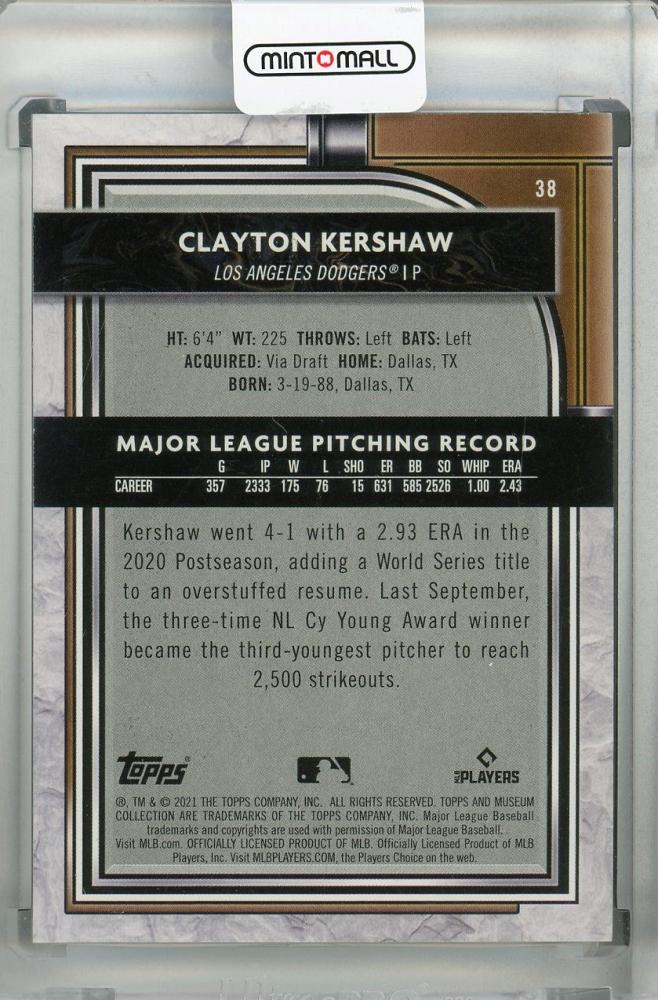 MINTOMALL
38
CLAYTON KERSHAW
LOS ANGELES DODGERS® | P
HT: 6'4" WT: 225 THROWS: Left BATS: Left
ACQUIRED: Via Draft HOME: Dallas, TX
BORN: 3-19-88, Dallas, TX
MAJOR LEAGUE PITCHING RECORD
G IP W L SHO ER BB SO WHIP ERA
CAREER 357 2333 175 76 15 631 585 2526 1.00 2.43
Kershaw went 4-1 with a 2.93 ERA in the
2020 Postseason, adding a World Series title
to an overstuffed resume. Last September,
the three-time NL Cy Young Award winner
became the third-youngest pitcher to reach
2,500 strikeouts.
Topps® MLB PLAYERS
®, TM & © 2021 THE TOPPS COMPANY, INC. ALL RIGHTS RESERVED. TOPPS AND MUSEUM
COLLECTION ARE TRADEMARKS OF THE TOPPS COMPANY, INC. Major League Baseball
trademarks and copyrights are used with permission of Major League Baseball.
Visit MLB.com. OFFICIALLY LICENSED PRODUCT OF MLB. Officially Licensed Product of MLB
Players, Inc. Visit MLBPLAYERS.COM, the Players Choice on the web.